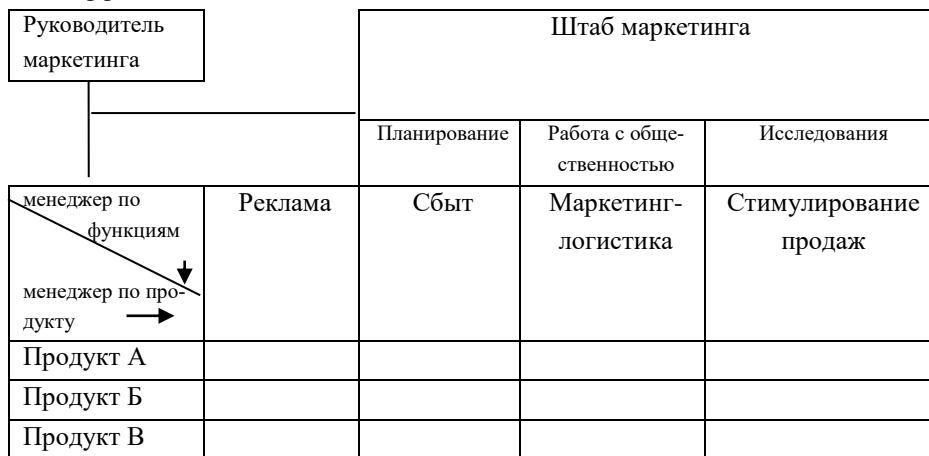 Руководитель
маркетинга
Штаб маркетинга
Планирование
Работа с обще-
ственностью
Исследования
менеджер по
функциям
менеджер по про-
дукту
Реклама
Сбыт
Маркетинг-
логистика
Стимулирование
продаж
Продукт А
Продукт Б
Продукт В